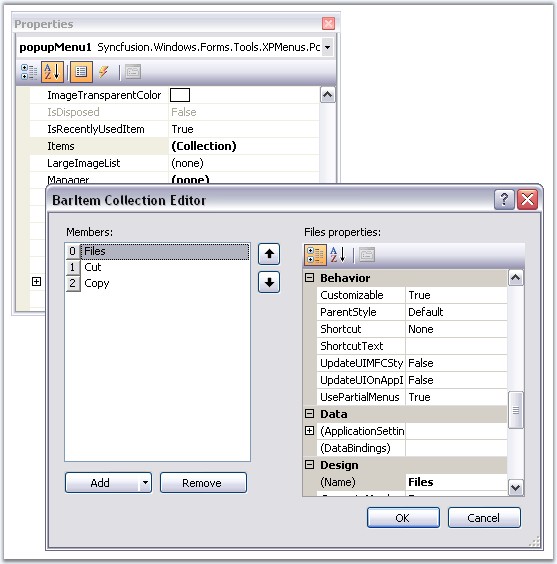 Properties
popupMenu1 Syncfusion.Windows.Forms.Tools.XPMenus.Pc
ImageTransparentColor
IsDisposed False
IsRecentlyUsedItem True
Items (Collection)
LargeImageList (none)
Manager (none)
BarItem Collection Editor
Members:
0 Files
1 Cut
2 Copy
Add
Remove
Files properties:
Behavior
Customizable True
ParentStyle Default
Shortcut None
ShortcutText
UpdateUIMFCSty False
UpdateUIOnAppI False
UsePartialMenus True
Data
(ApplicationSettin
(DataBindings)
Design
(Name) Files
OK
Cancel